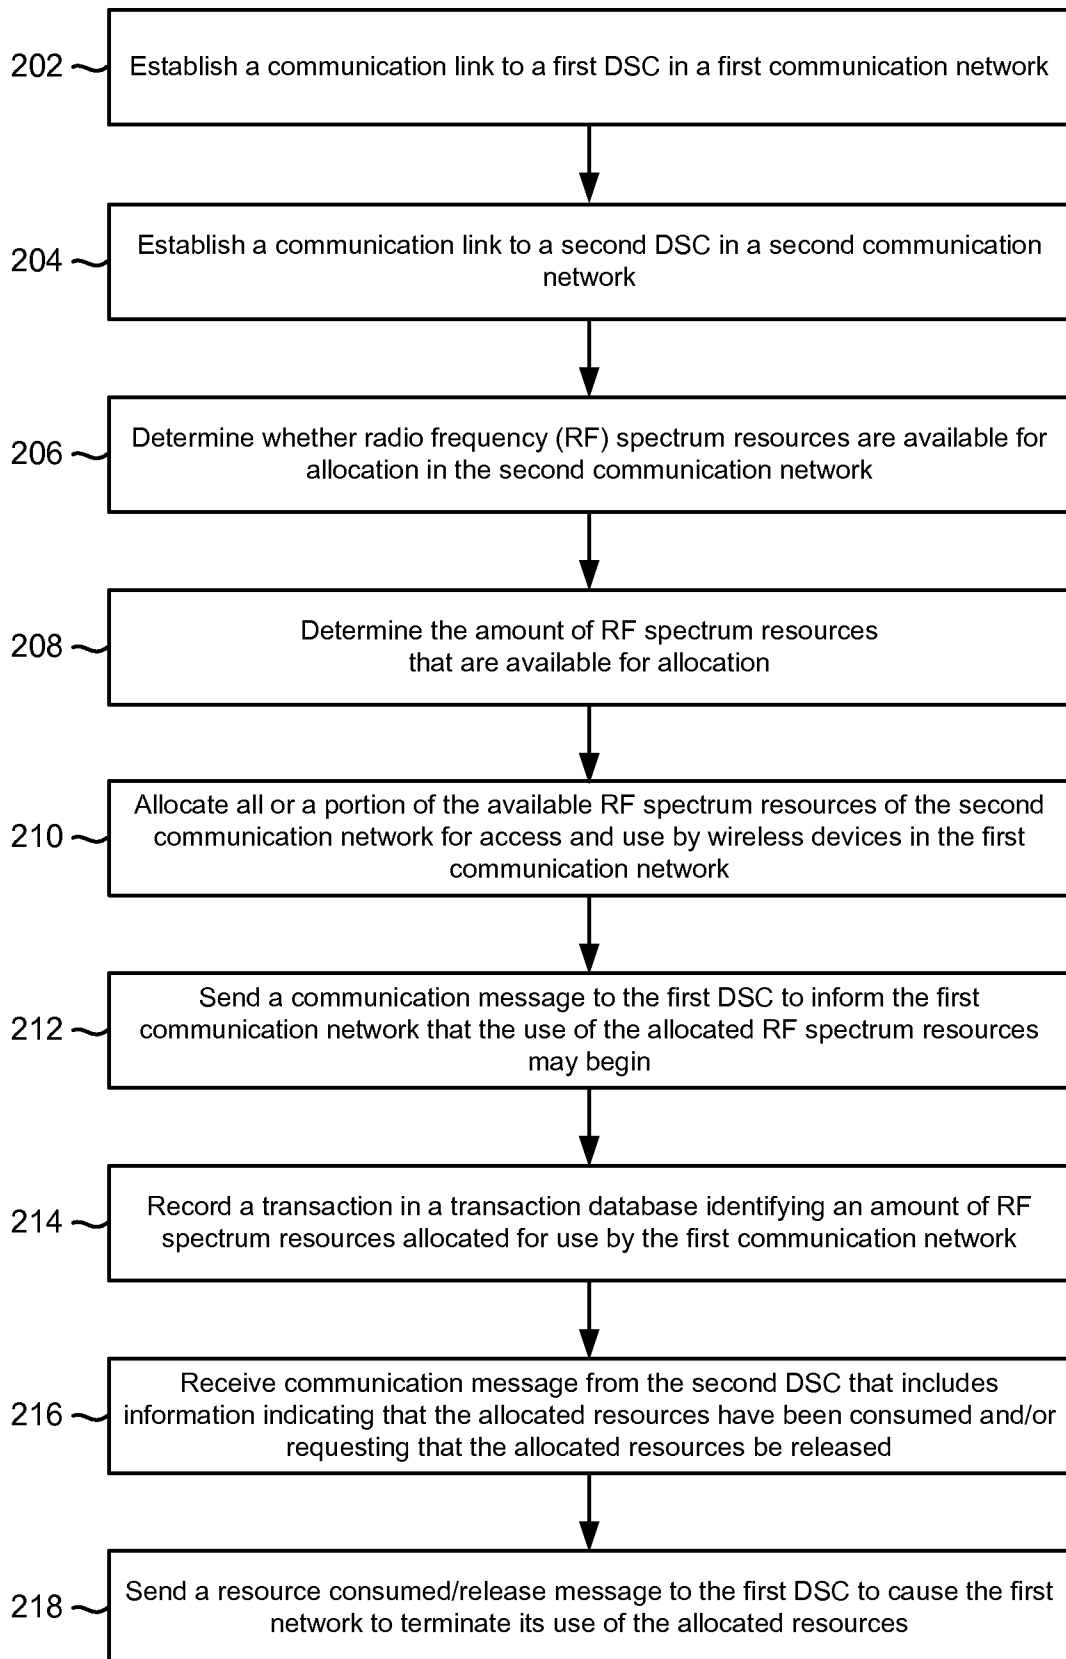 202
Establish a communication link to a first DSC in a first communication network
204
Establish a communication link to a second DSC in a second communication
network
206
Determine whether radio frequency (RF) spectrum resources are available for
allocation in the second communication network
208
Determine the amount of RF spectrum resources
that are available for allocation
210
Allocate all or a portion of the available RF spectrum resources of the second
communication network for access and use by wireless devices in the first
communication network
212
Send a communication message to the first DSC to inform the first
communication network that the use of the allocated RF spectrum resources
may begin
214
Record a transaction in a transaction database identifying an amount of RF
spectrum resources allocated for use by the first communication network
216
Receive communication message from the second DSC that includes
information indicating that the allocated resources have been consumed and/or
requesting that the allocated resources be released
218
Send a resource consumed/release message to the first DSC to cause the first
network to terminate its use of the allocated resources